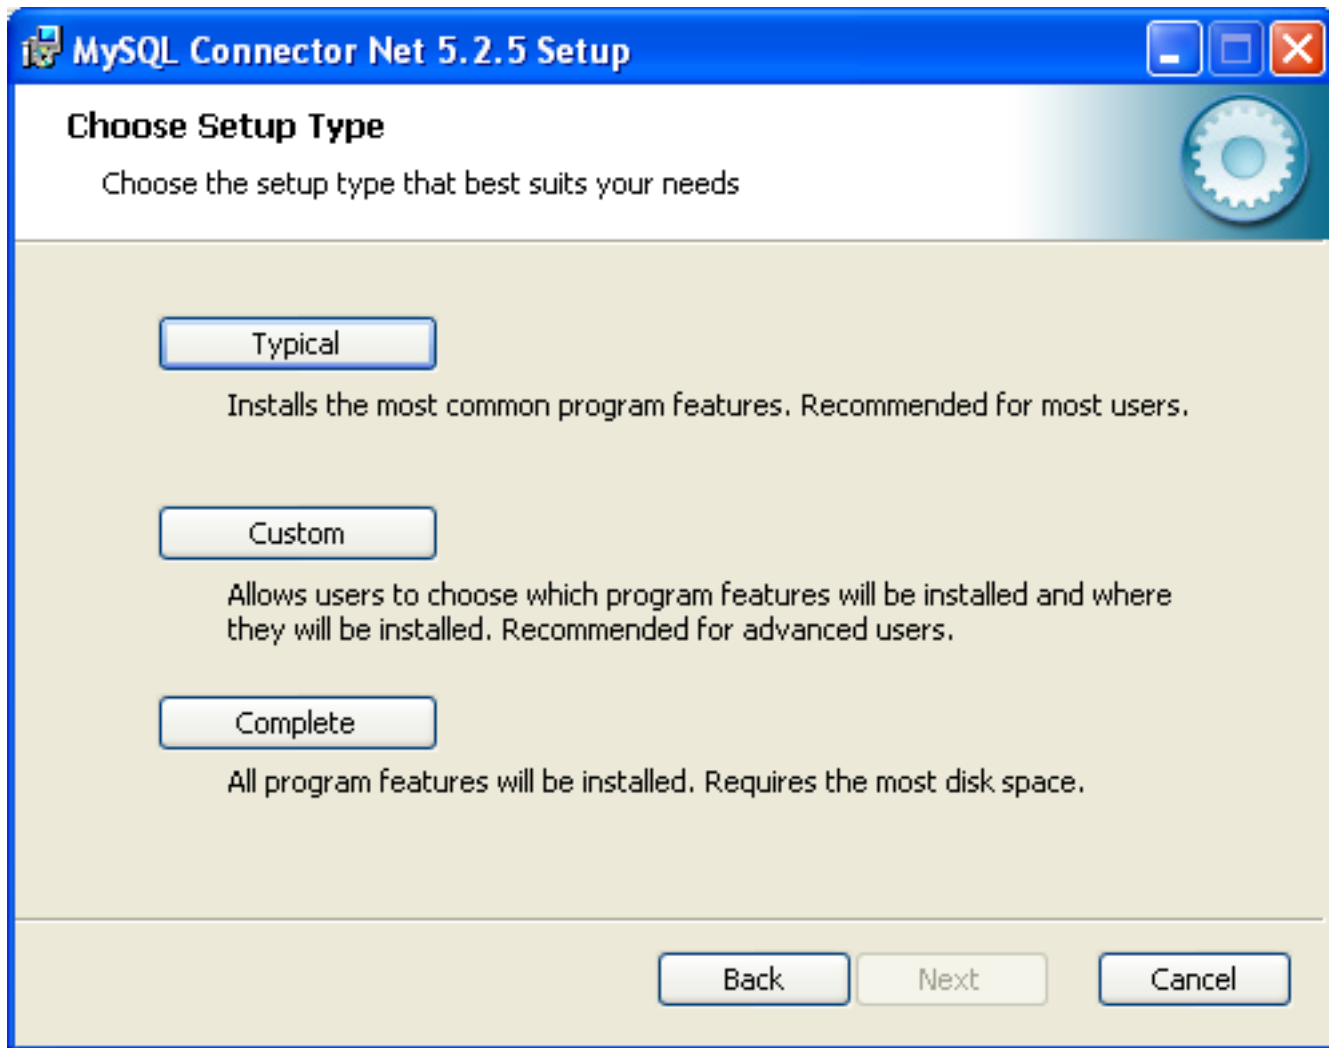 MySQL Connector Net 5.2.5 Setup
Choose Setup Type
Choose the setup type that best suits your needs
Typical
Installs the most common program features. Recommended for most users.
Custom
Allows users to choose which program features will be installed and where
they will be installed. Recommended for advanced users.
Complete
All program features will be installed. Requires the most disk space.
Back Next Cancel